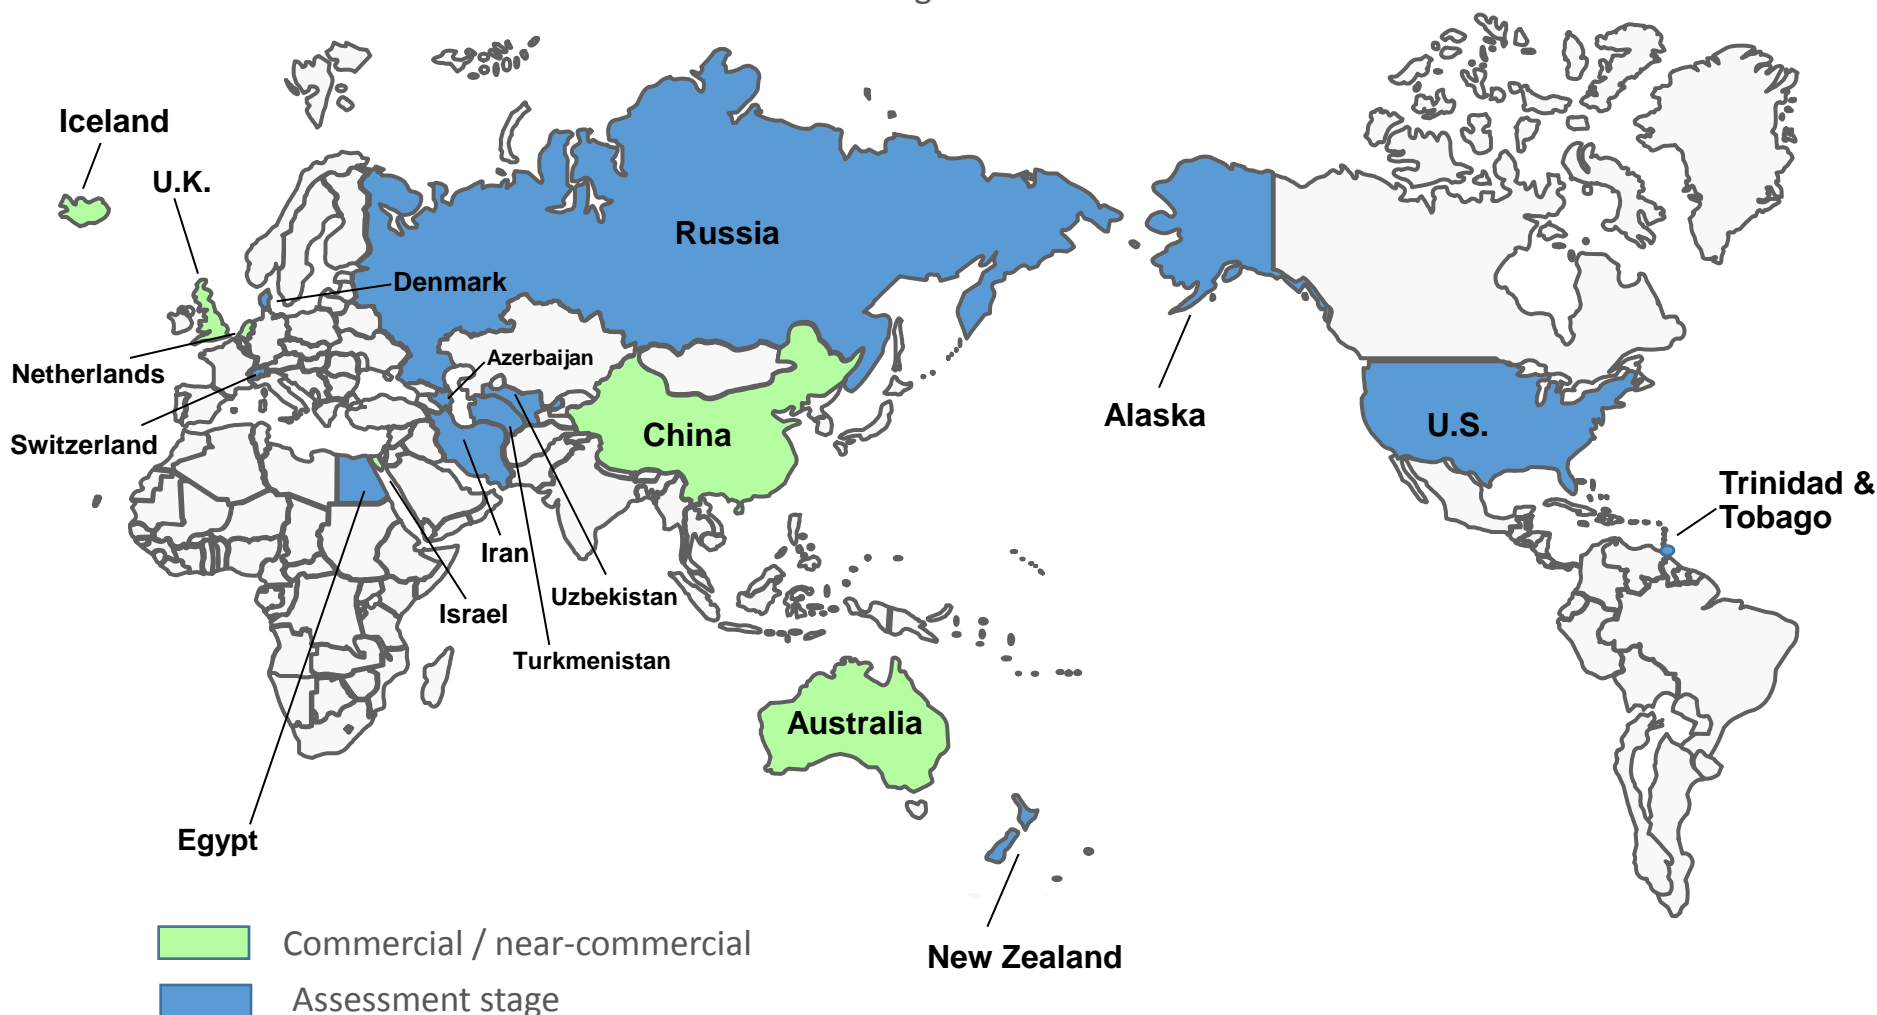 Iceland
U.K.
Russia
Denmark
Netherlands
Azerbaijan
Switzerland
China
Alaska
U.S.
Trinidad &
Tobago
Iran
Israel
Uzbekistan
Turkmenistan
Australia
Egypt
New Zealand
Commercial / near-commercial
Assessment stage